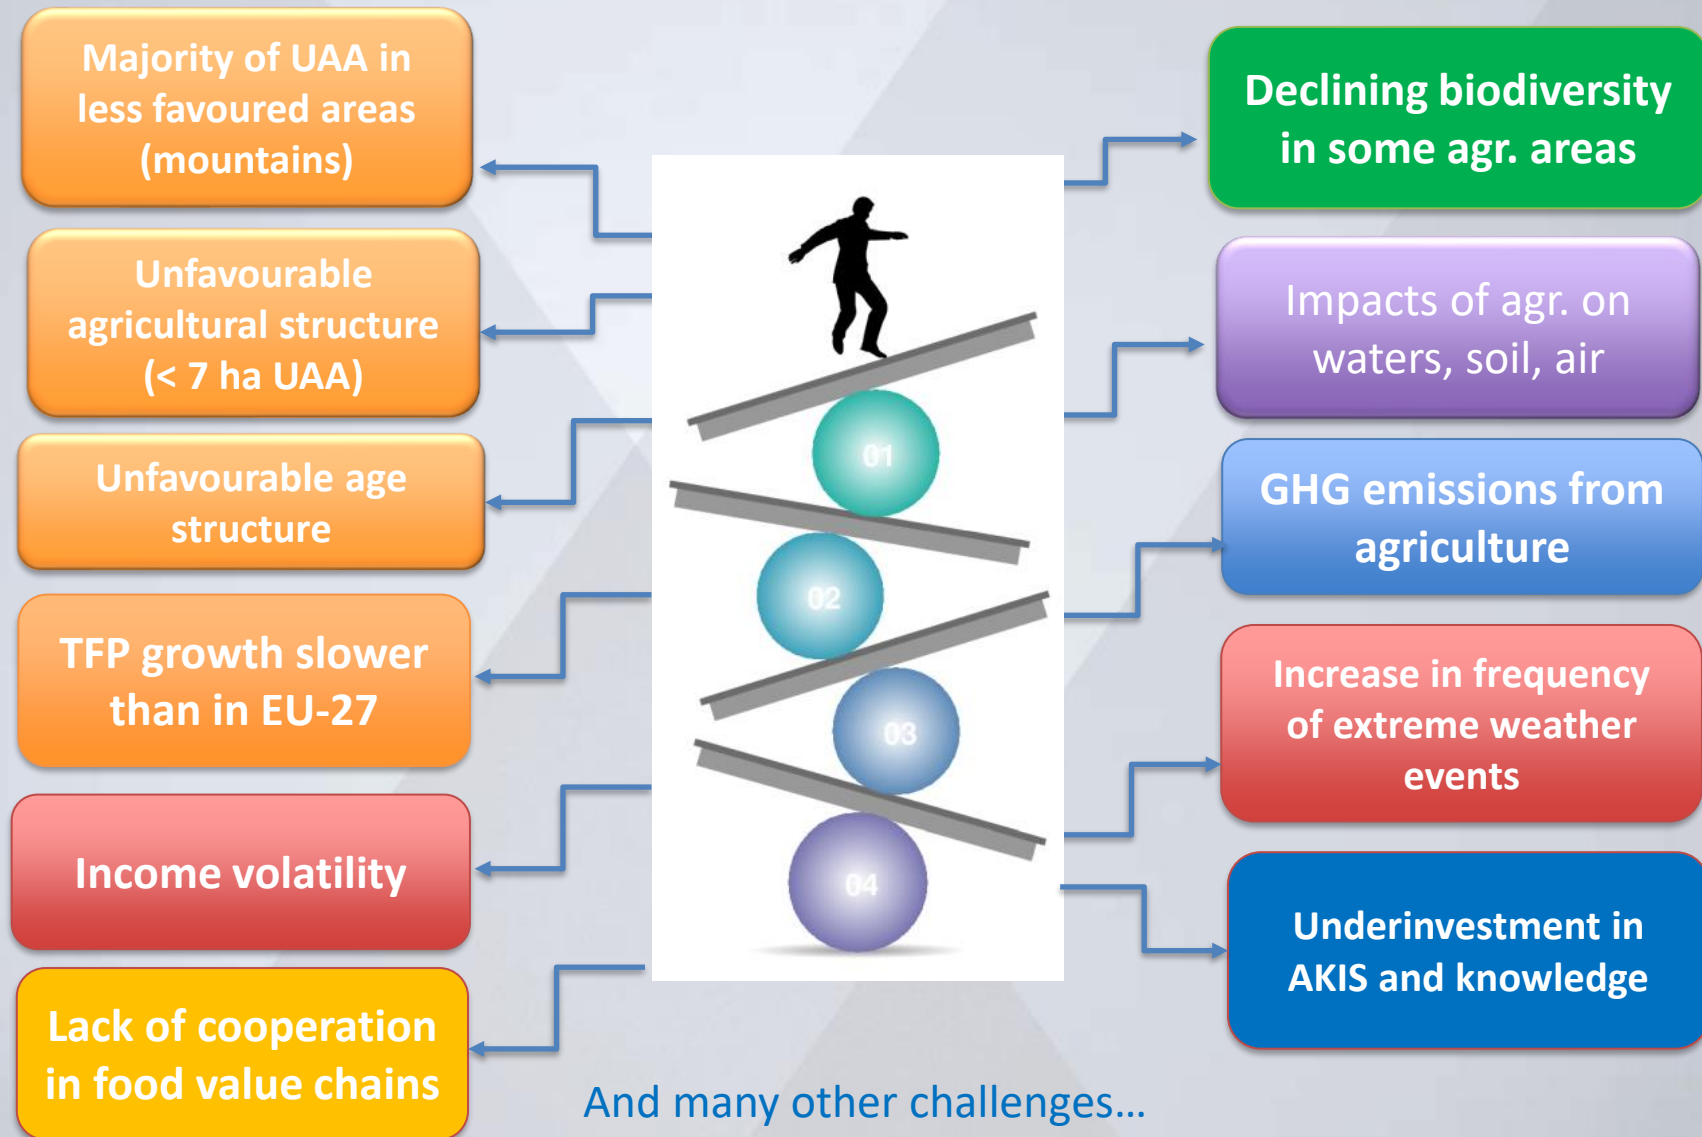 Majority of UAA in
less favoured areas
(mountains)
Unfavourable
agricultural structure
(< 7 ha UAA)
Unfavourable age
structure
TFP growth slower
than in EU-27
Income volatility
Lack of cooperation
in food value chains
01
02
03
04
Declining biodiversity
in some agr. areas
Impacts of agr. on
waters, soil, air
GHG emissions from
agriculture
Increase in frequency
of extreme weather
events
Underinvestment in
AKIS and knowledge
And many other challenges...